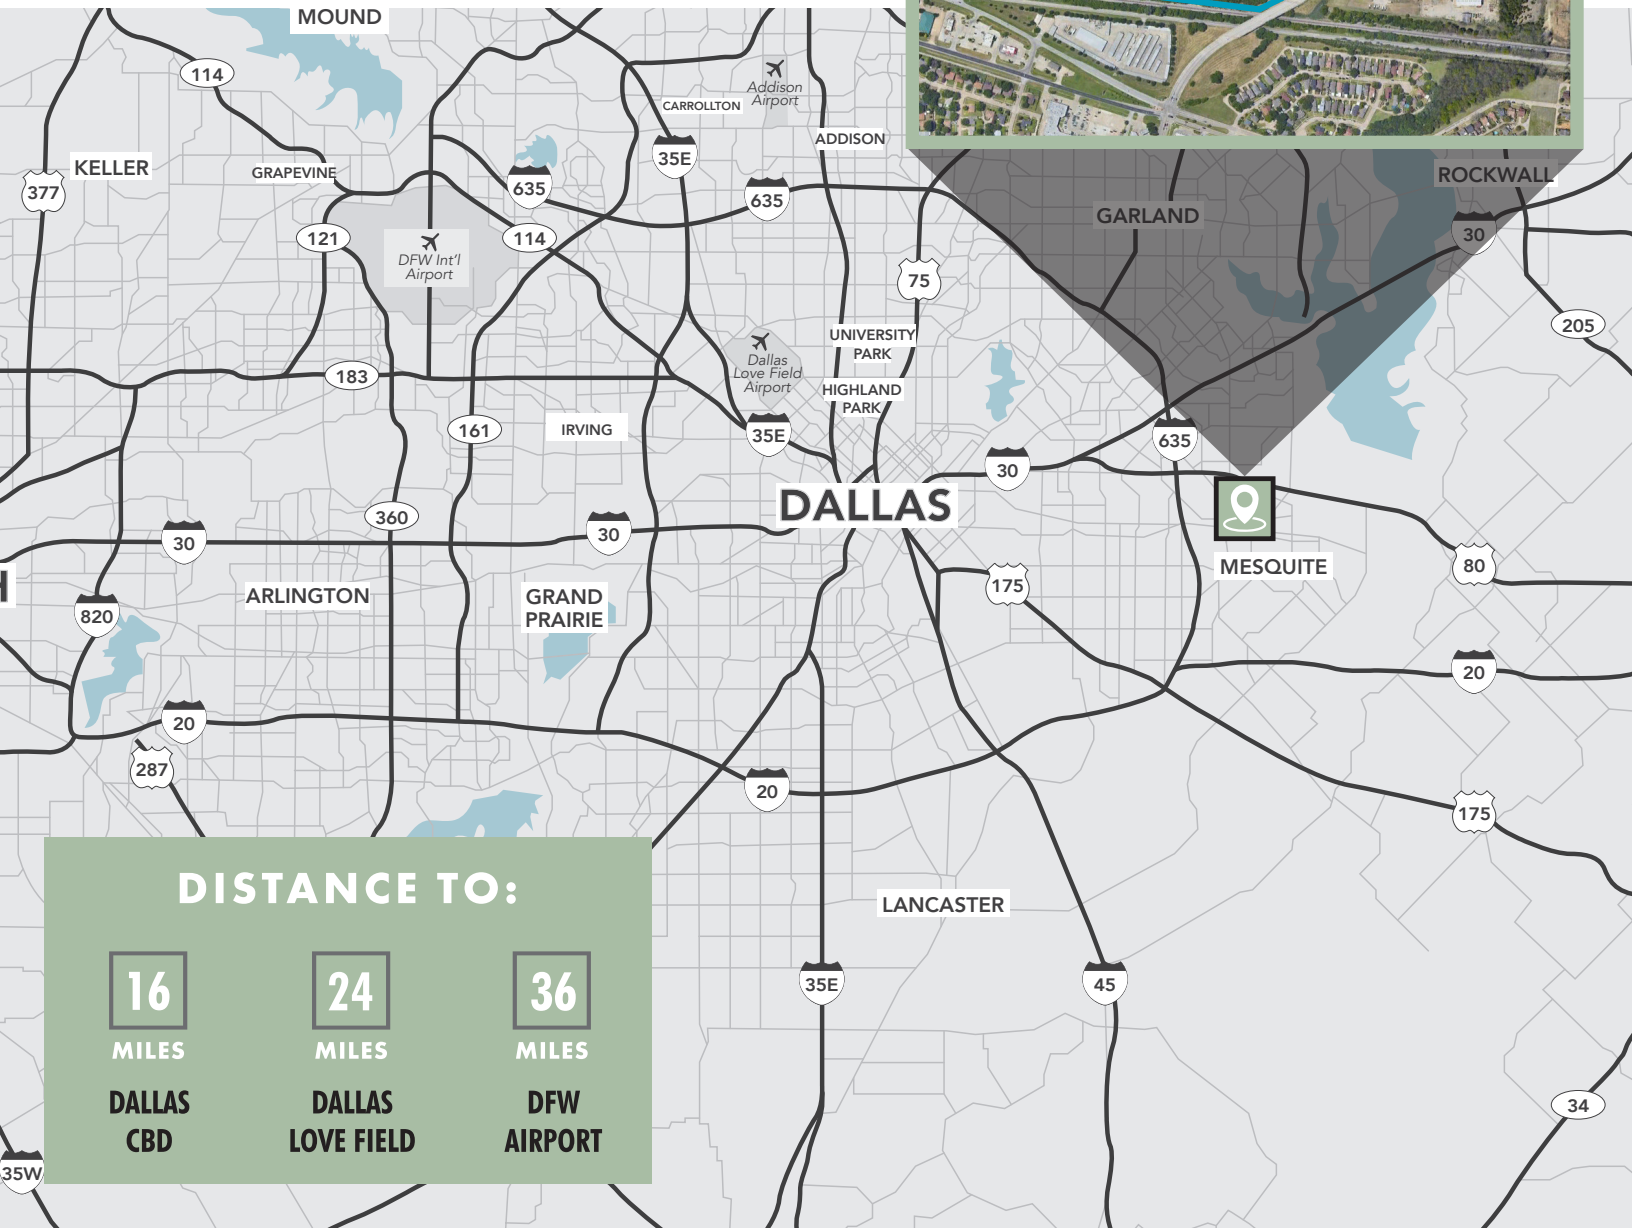 MOUND
114
Addison
Airport
CARROLLTON
ADDISON
35E
KELLER
GRAPEVINE
ROCKWALL
377
635
635
GARLAND
121
114
30
DFW Int'l
Airport
75
205
UNIVERSITY
PARK
Dallas
Love Field
Airport
183
HIGHLAND
PARK
161
IRVING
35E
635
30
DALLAS
360
30
30
MESQUITE
80
H
175
ARLINGTON
GRAND
PRAIRIE
820
20
20
287
20
175
DISTANCE TO:
LANCASTER
16
MILES
DALLAS
CBD
24
MILES
DALLAS
LOVE FIELD
36
MILES
DFW
AIRPORT
35E
45
34
35W